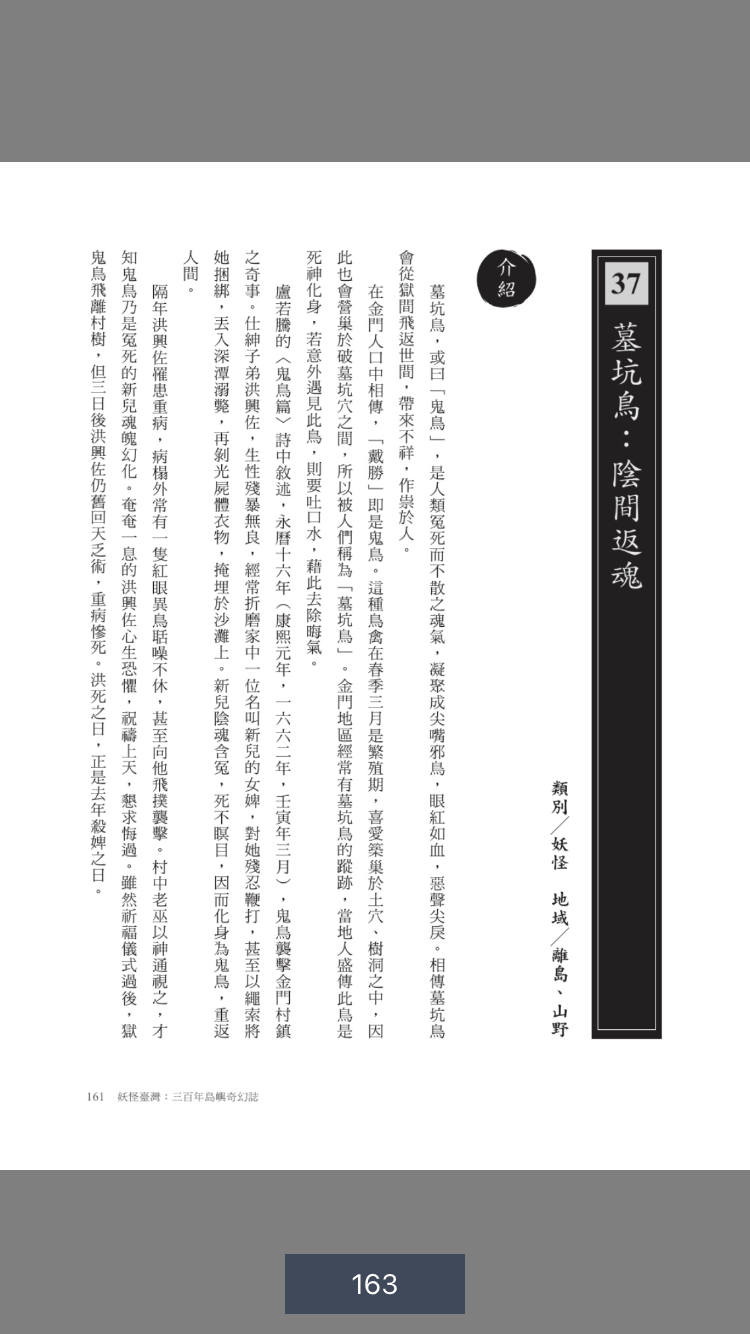 37 墓坑鳥：陰間返魂
類別／妖怪　地域／離島、山野
介紹
墓坑鳥，或曰「鬼鳥」，是人類冤死而不散之魂氣，凝聚成尖嘴邪鳥，眼紅如血，惡聲尖戾。相傳墓坑鳥
會從獄間飛返世間，帶來不祥，作祟於人。
在金門人口中相傳，「戴勝」即是鬼鳥。這種鳥禽在春季三月是繁殖期，喜愛築巢於土穴、樹洞之中，因
此也會營巢於破墓坑穴之間，所以被人們稱為「墓坑鳥」。金門地區經常有墓坑鳥的蹤跡，當地人盛傳此鳥是
死神化身，若意外遇見此鳥，則要吐口水，藉此去除晦氣。
盧若騰的〈鬼鳥篇〉詩中敘述，永曆十六年（康熙元年，一六六二年，壬寅年三月），鬼鳥襲擊金門村鎮
之奇事。仕紳子弟洪興佐，生性殘暴無良，經常折磨家中一位名叫新兒的女婢，對她殘忍鞭打，甚至以繩索將
她捆綁，丟入深潭溺斃，再剝光屍體衣物，掩埋於沙灘上。新兒陰魂含冤，死不瞑目，因而化身為鬼鳥，重返
人間。
隔年洪興佐罹患重病，病榻外常有一隻紅眼異鳥聒噪不休，甚至向他飛撲襲擊。村中老巫以神通視之，才
知鬼鳥乃是冤死的新兒魂魄幻化。奄奄一息的洪興佐心生恐懼，祝禱上天，懇求悔過。雖然祈福儀式過後，獄
鬼鳥飛離村樹，但三日後洪興佐仍舊回天乏術，重病慘死。洪死之日，正是去年殺婢之日。
161 妖怪臺灣：三百年島嶼奇幻誌
163